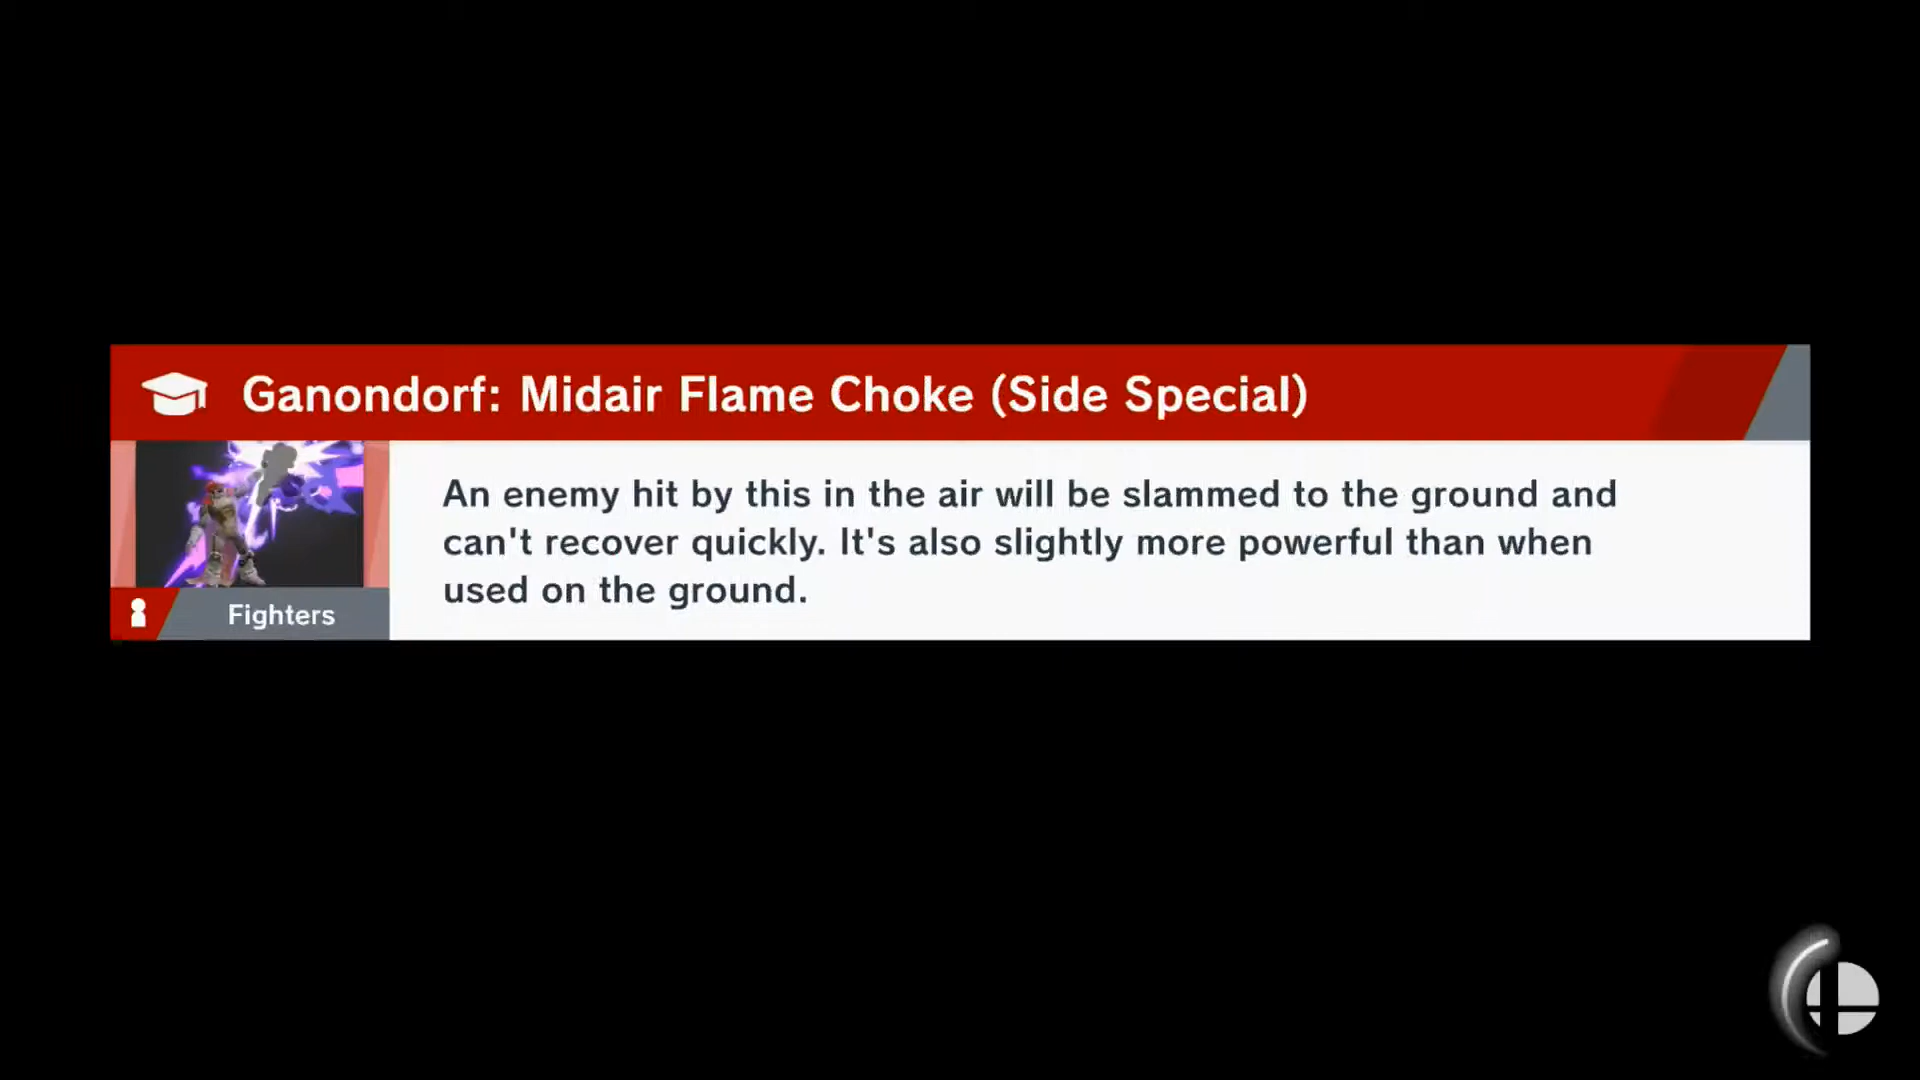 Ganondorf: Midair Flame Choke (Side Special)
An enemy hit by this in the air will be slammed to the ground and
can't recover quickly. It's also slightly more powerful than when
used on the ground.
Fighters